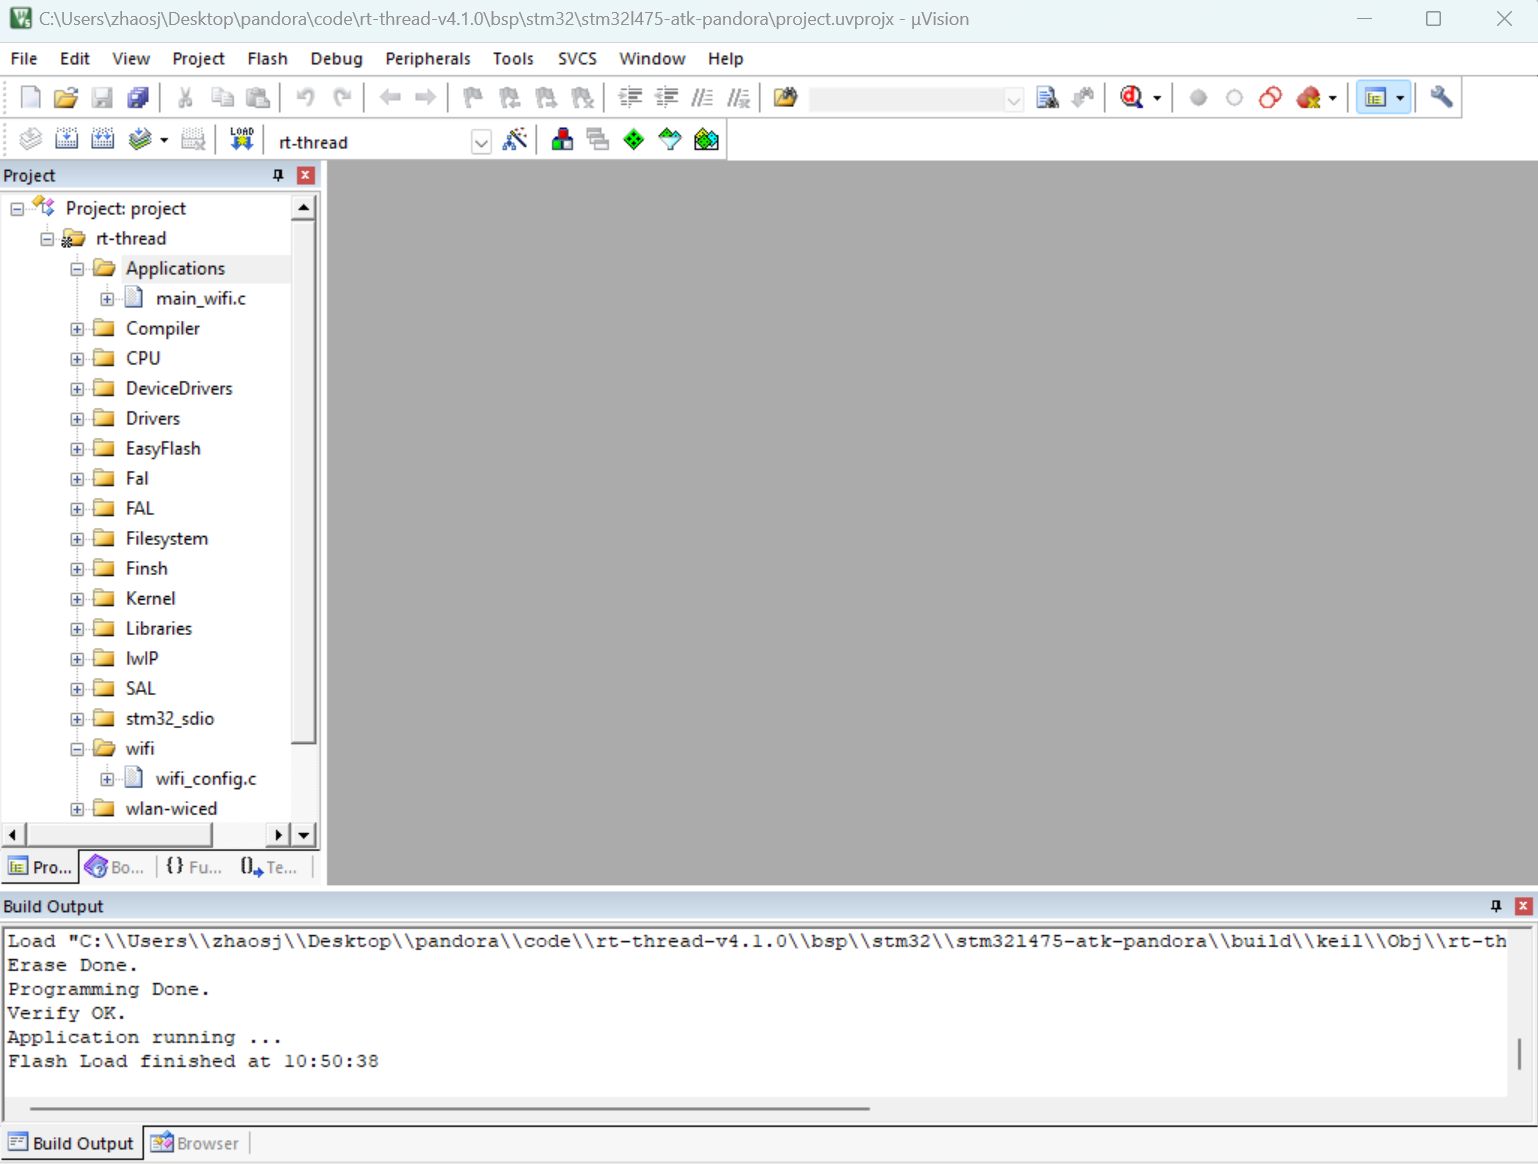 C:\Users\zhaosj\Desktop\pandora\code\rt-thread-v4.1.0\bsp\stm32\stm32l475-atk-pandora\project.uvprojx - µVision
File Edit View Project Flash Debug Peripherals Tools SVCS Window Help
LOAD rt-thread
Project
Project: project
rt-thread
Applications
main_wifi.c
Compiler
CPU
DeviceDrivers
Drivers
EasyFlash
Fal
FAL
Filesystem
Finsh
Kernel
Libraries
lwIP
SAL
stm32_sdio
wifi
wifi_config.c
wlan-wiced
Pro... Bo... {} Fu... Te...
Build Output
Load "C:\\Users\\zhaosj\\Desktop\\pandora\\code\\rt-thread-v4.1.0\\bsp\\stm32\\stm32l475-atk-pandora\\build\\keil\\Obj\\rt-th
Erase Done.
Programming Done.
Verify OK.
Application running ...
Flash Load finished at 10:50:38
Build Output Browser